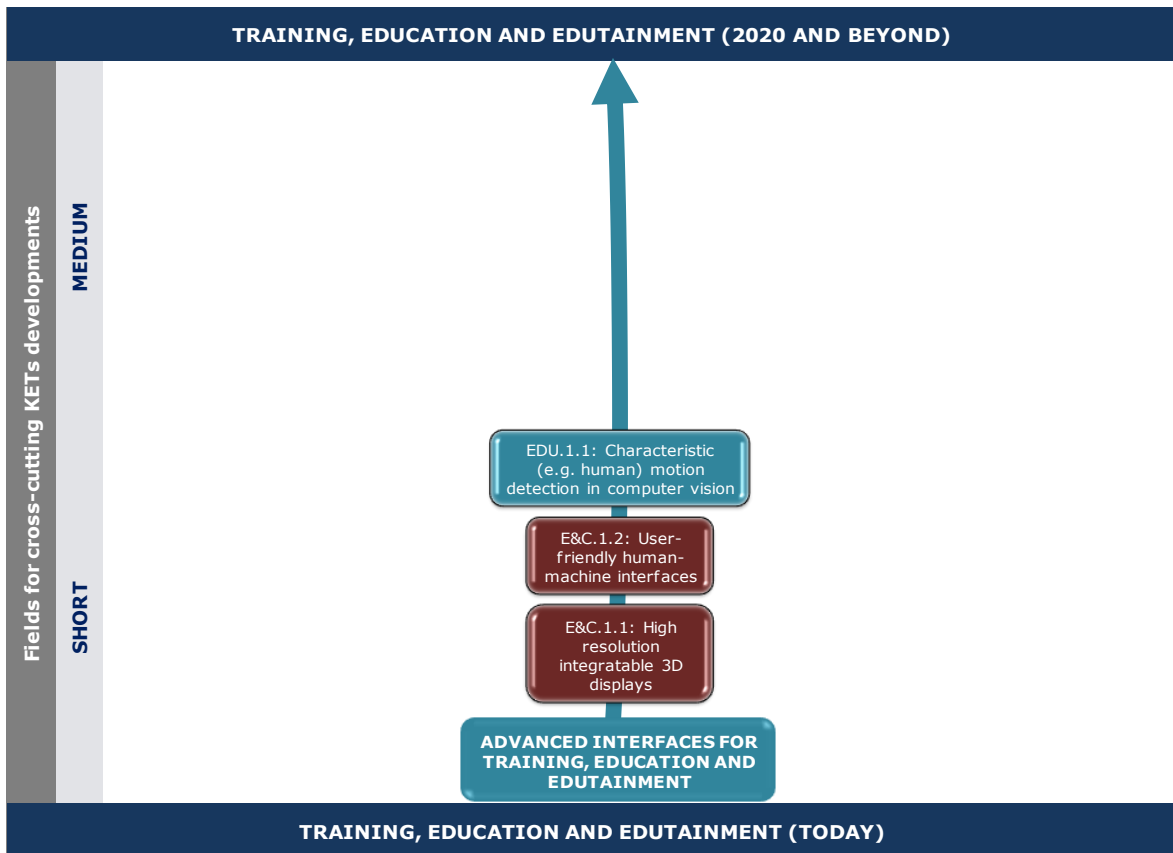 TRAINING, EDUCATION AND EDUTAINMENT (2020 AND BEYOND)
Fields for cross-cutting KETs developments
MEDIUM
SHORT
EDU.1.1: Characteristic
(e.g. human) motion
detection in computer vision
E&C.1.2: User-
friendly human-
machine interfaces
E&C.1.1: High
resolution
integratable 3D
displays
ADVANCED INTERFACES FOR
TRAINING, EDUCATION AND
EDUTAINMENT
TRAINING, EDUCATION AND EDUTAINMENT (TODAY)